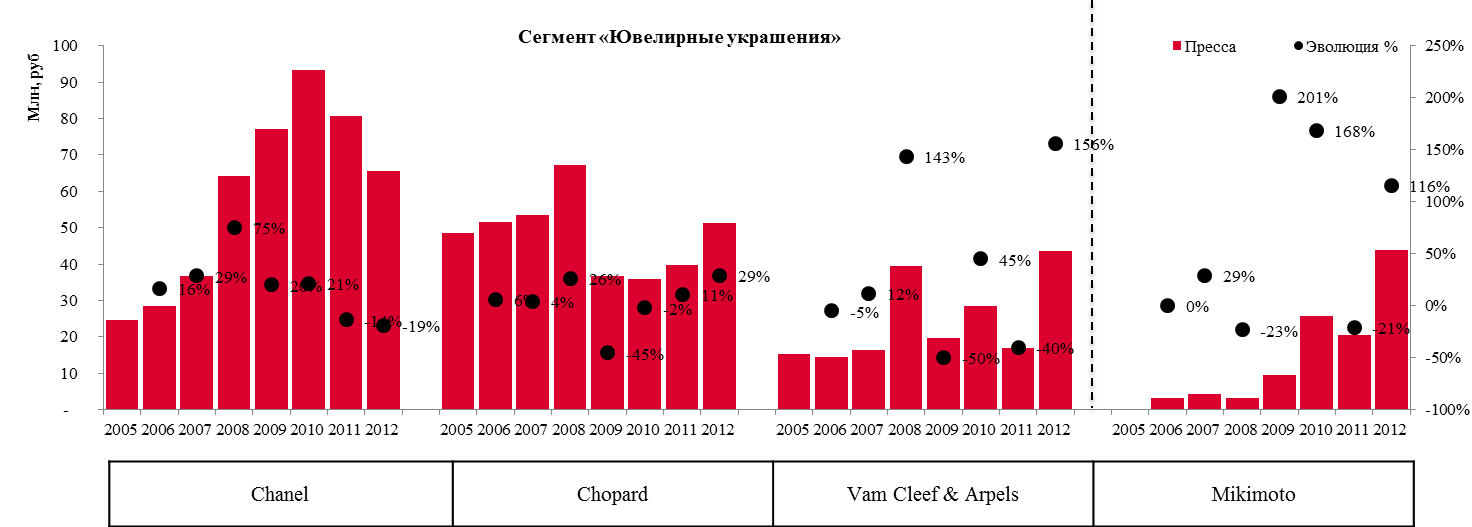 Сегмент «Ювелирные украшения»
Млн, руб
Пресса
Эволюция %
100
90
80
70
60
50
40
30
20
10
-
250%
200%
150%
100%
50%
0%
-50%
-100%
16% 29% 75% 20% 21% -14% -19%
6% 4% 26% -45% -2% 11% 29%
-5% 12% 143% -50% 45% -40% 156%
0% 29% -23% 201% 168% -21% 116%
2005 2006 2007 2008 2009 2010 2011 2012 2005 2006 2007 2008 2009 2010 2011 2012 2005 2006 2007 2008 2009 2010 2011 2012 2005 2006 2007 2008 2009 2010 2011 2012
Chanel Chopard Vam Cleef & Arpels Mikimoto